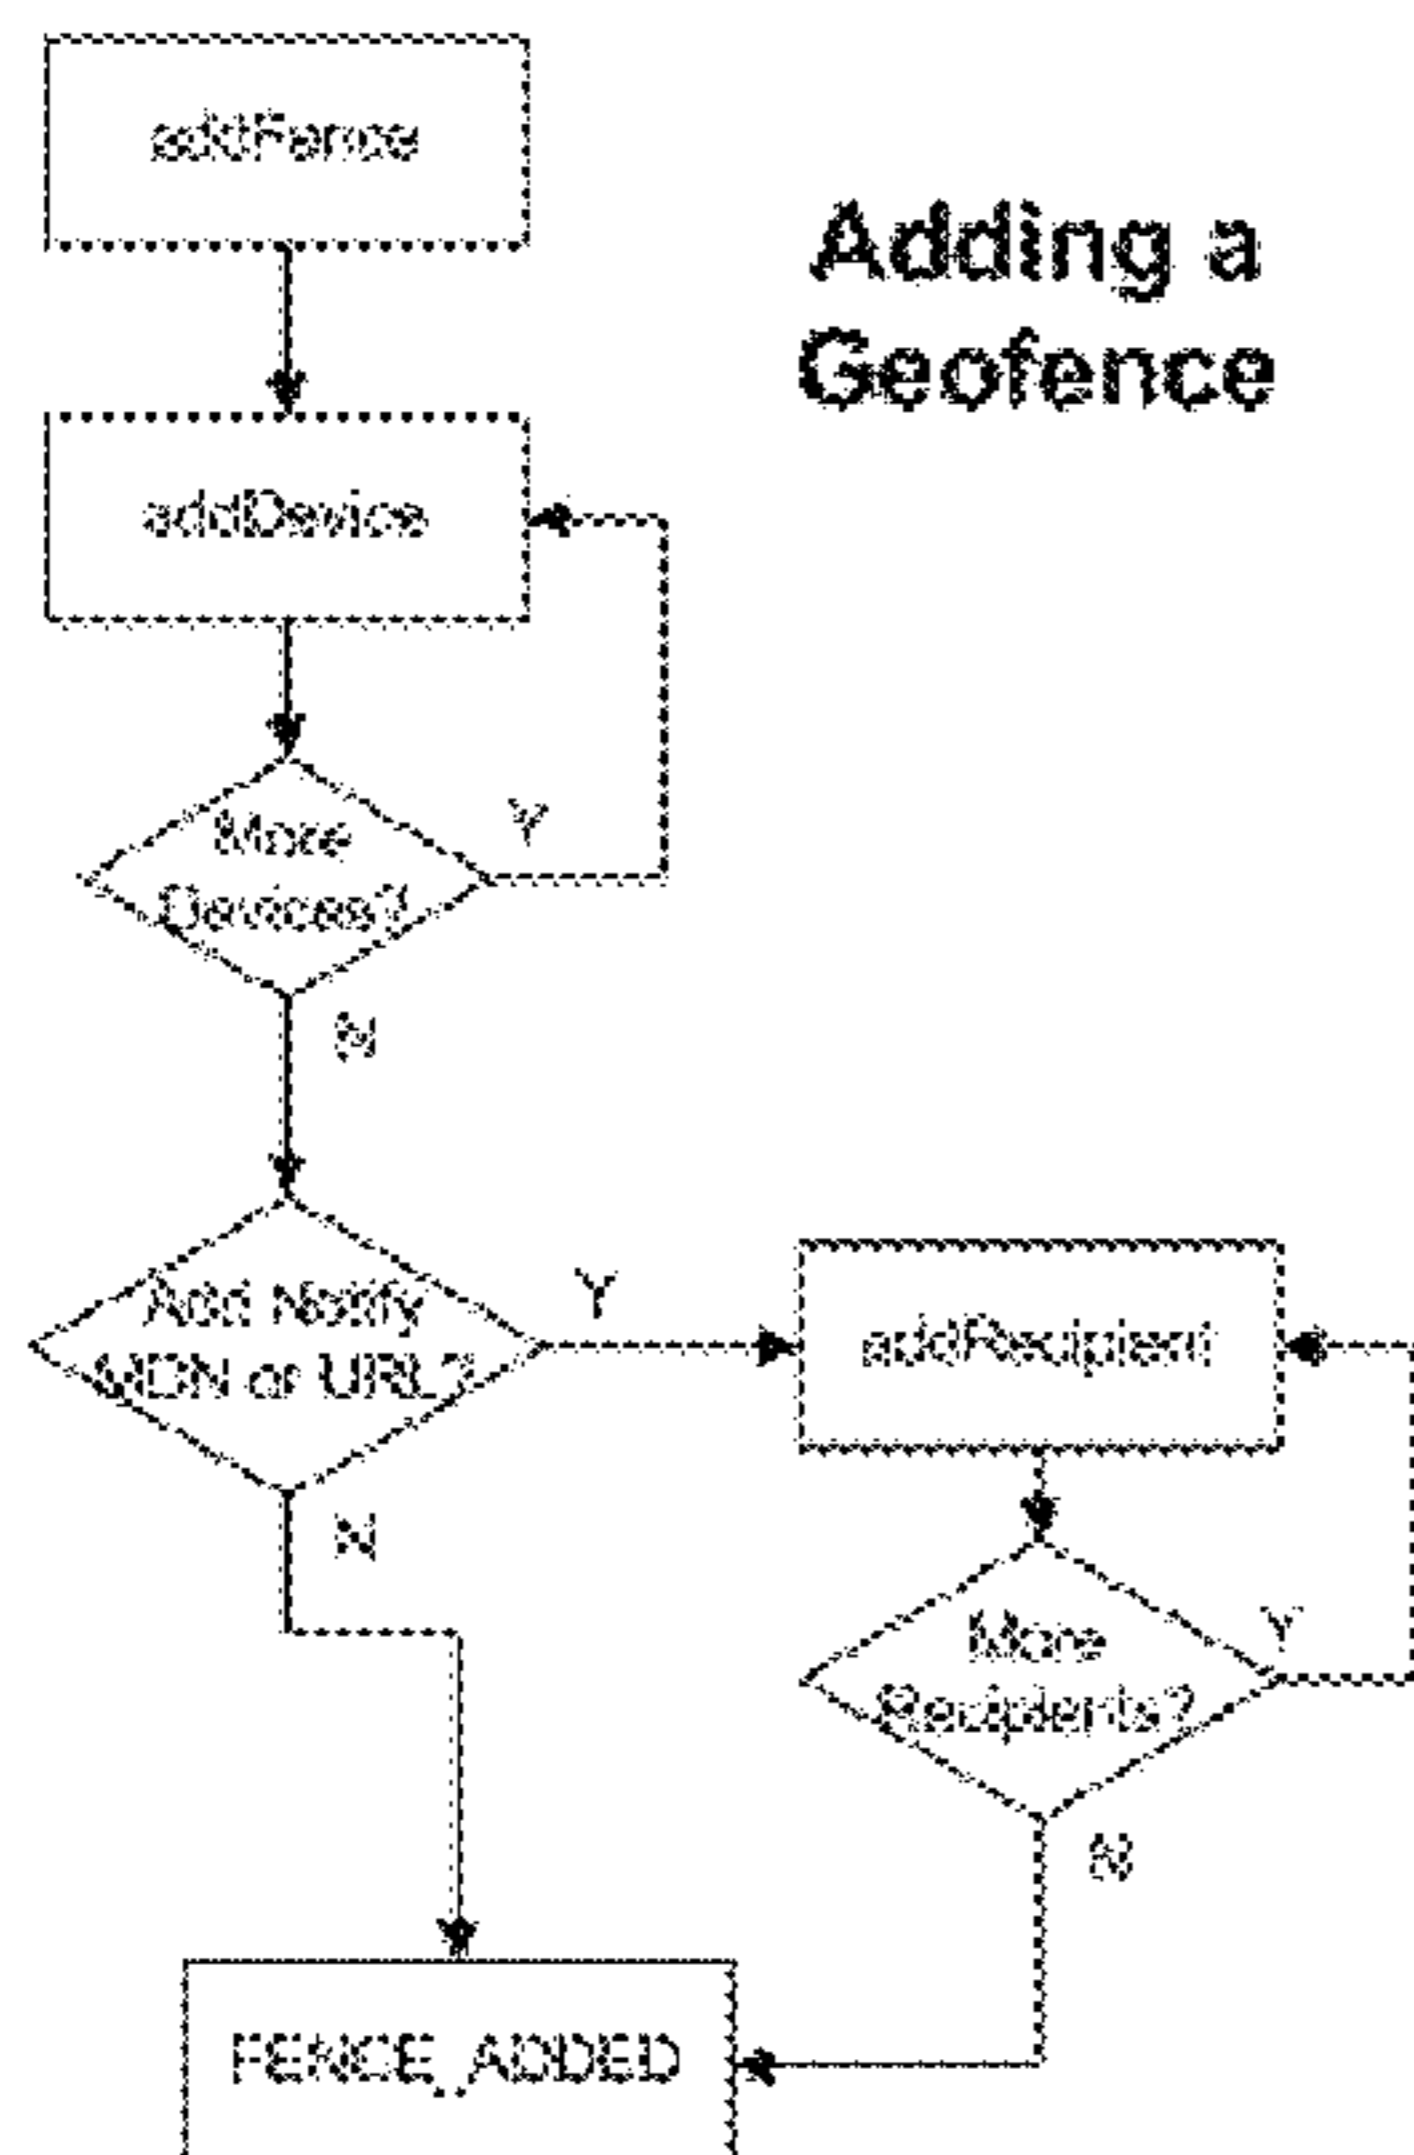 addFence
Adding a
Geofence
addDevice
More
Devices?
Y
N
Add Notify
MDN or URL?
Y
N
addRecipient
More
Recipients?
Y
N
FENCE_ADDED